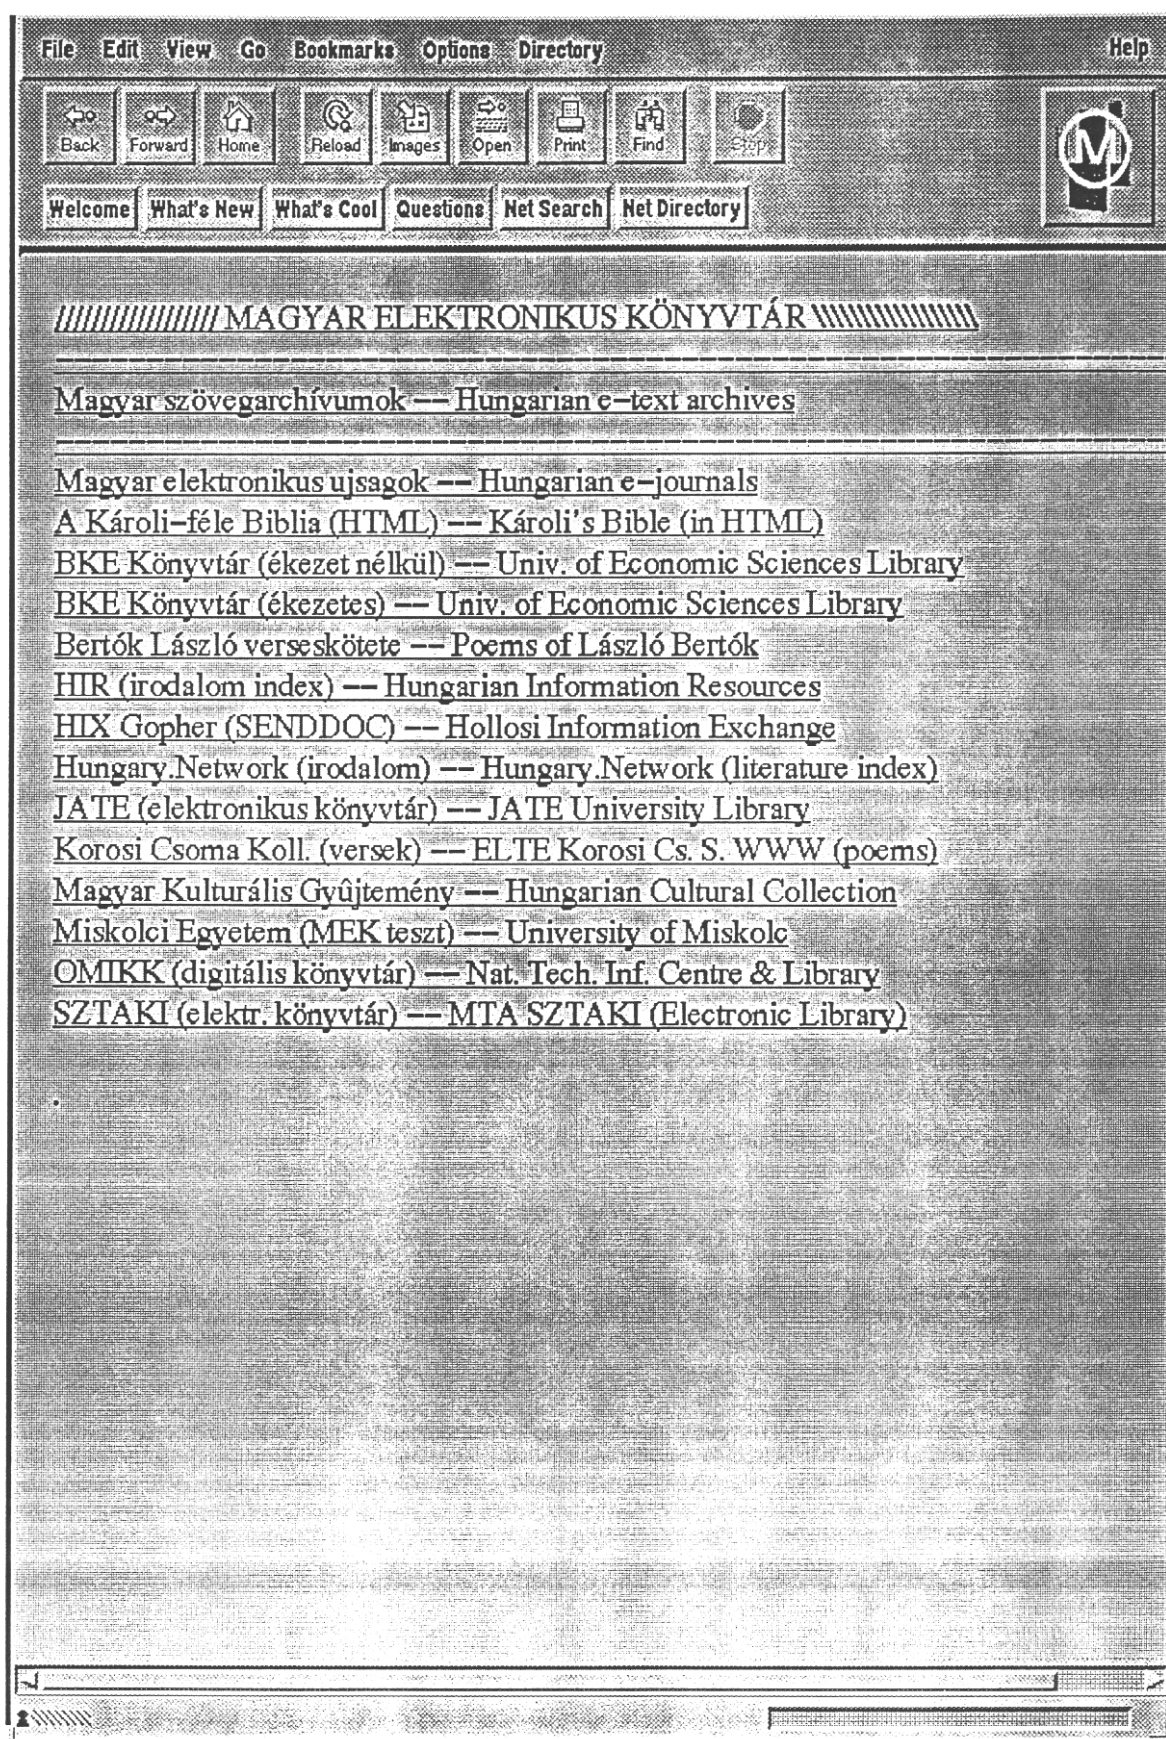 File Edit View Go Bookmarks Options Directory Help
Back Forward Home Reload Images Open Print Find Stop
M
Welcome What's New What's Cool Questions Net Search Net Directory
///////////////// MAGYAR ELEKTRONIKUS KÖNYVTÁR \\\\\\\\\\\\\\\\\
Magyar szövegarchívumok –– Hungarian e–text archives
Magyar elektronikus ujsagok –– Hungarian e–journals
A Károli–féle Biblia (HTML) –– Károli's Bible (in HTML)
BKE Könyvtár (ékezet nélkül) –– Univ. of Economic Sciences Library
BKE Könyvtár (ékezetes) –– Univ. of Economic Sciences Library
Bertók László verseskötete –– Poems of László Bertók
HIR (irodalom index) –– Hungarian Information Resources
HIX Gopher (SENDDOC) –– Hollosi Information Exchange
Hungary.Network (irodalom) –– Hungary.Network (literature index)
JATE (elektronikus könyvtár) –– JATE University Library
Korosi Csoma Koll. (versek) –– ELTE Korosi Cs. S. WWW (poems)
Magyar Kulturális Gyûjtemény –– Hungarian Cultural Collection
Miskolci Egyetem (MEK teszt) –– University of Miskolc
OMIKK (digitális könyvtár) –– Nat. Tech. Inf. Centre & Library
SZTAKI (elektr. könyvtár) –– MTA SZTAKI (Electronic Library)
.